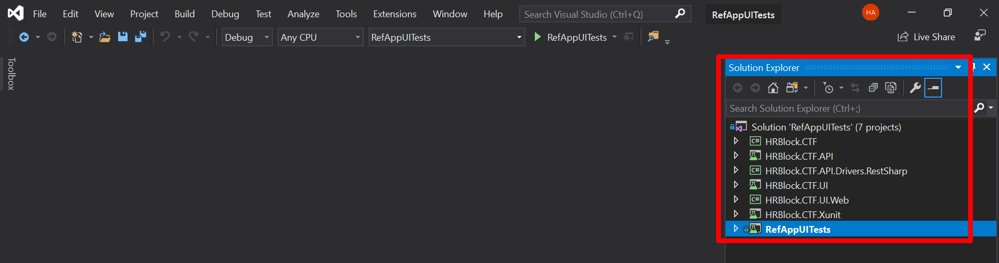 File Edit View Project Build Debug Test Analyze Tools Extensions Window Help Search Visual Studio (Ctrl+Q) RefAppUITests HA
Debug Any CPU RefAppUITests RefAppUITests Live Share
Toolbox
Solution Explorer
Search Solution Explorer (Ctrl+;)
Solution 'RefAppUITests' (7 projects)
C# HRBlock.CTF
HRBlock.CTF.API
C# HRBlock.CTF.API.Drivers.RestSharp
HRBlock.CTF.UI
C# HRBlock.CTF.UI.Web
HRBlock.CTF.Xunit
RefAppUITests